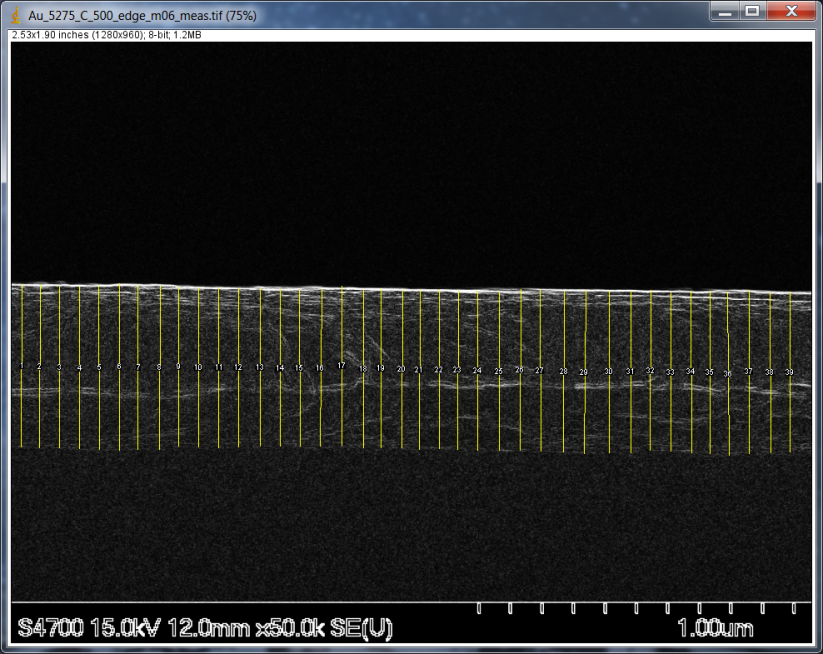 Au_5275_C_500_edge_m06_meas.tif (75%)
2.53x1.90 inches (1280x960); 8-bit; 1.2MB
1 2 3 4 5 6 7 8 9 10 11 12 13 14 15 16 17 18 19 20 21 22 23 24 25 26 27 28 29 30 31 32 33 34 35 36 37 38 39
S4700 15.0kV 12.0mm x50.0k SE(U) 1.00um